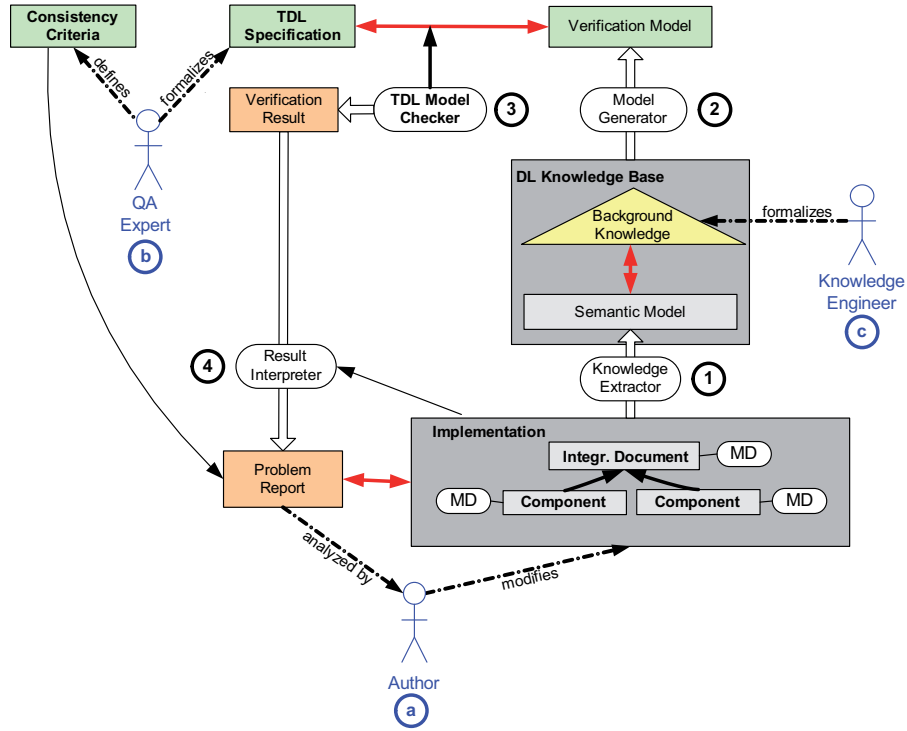 Consistency
Criteria
TDL
Specification
Verification Model
defines
formalizes
Verification
Result
TDL Model
Checker
3
Model
Generator
2
QA
Expert
b
DL Knowledge Base
Background
Knowledge
formalizes
Knowledge
Engineer
c
Semantic Model
4
Result
Interpreter
Knowledge
Extractor
1
Implementation
Integr. Document
MD
MD
Component
Component
MD
Problem
Report
analyzed by
modifies
Author
a